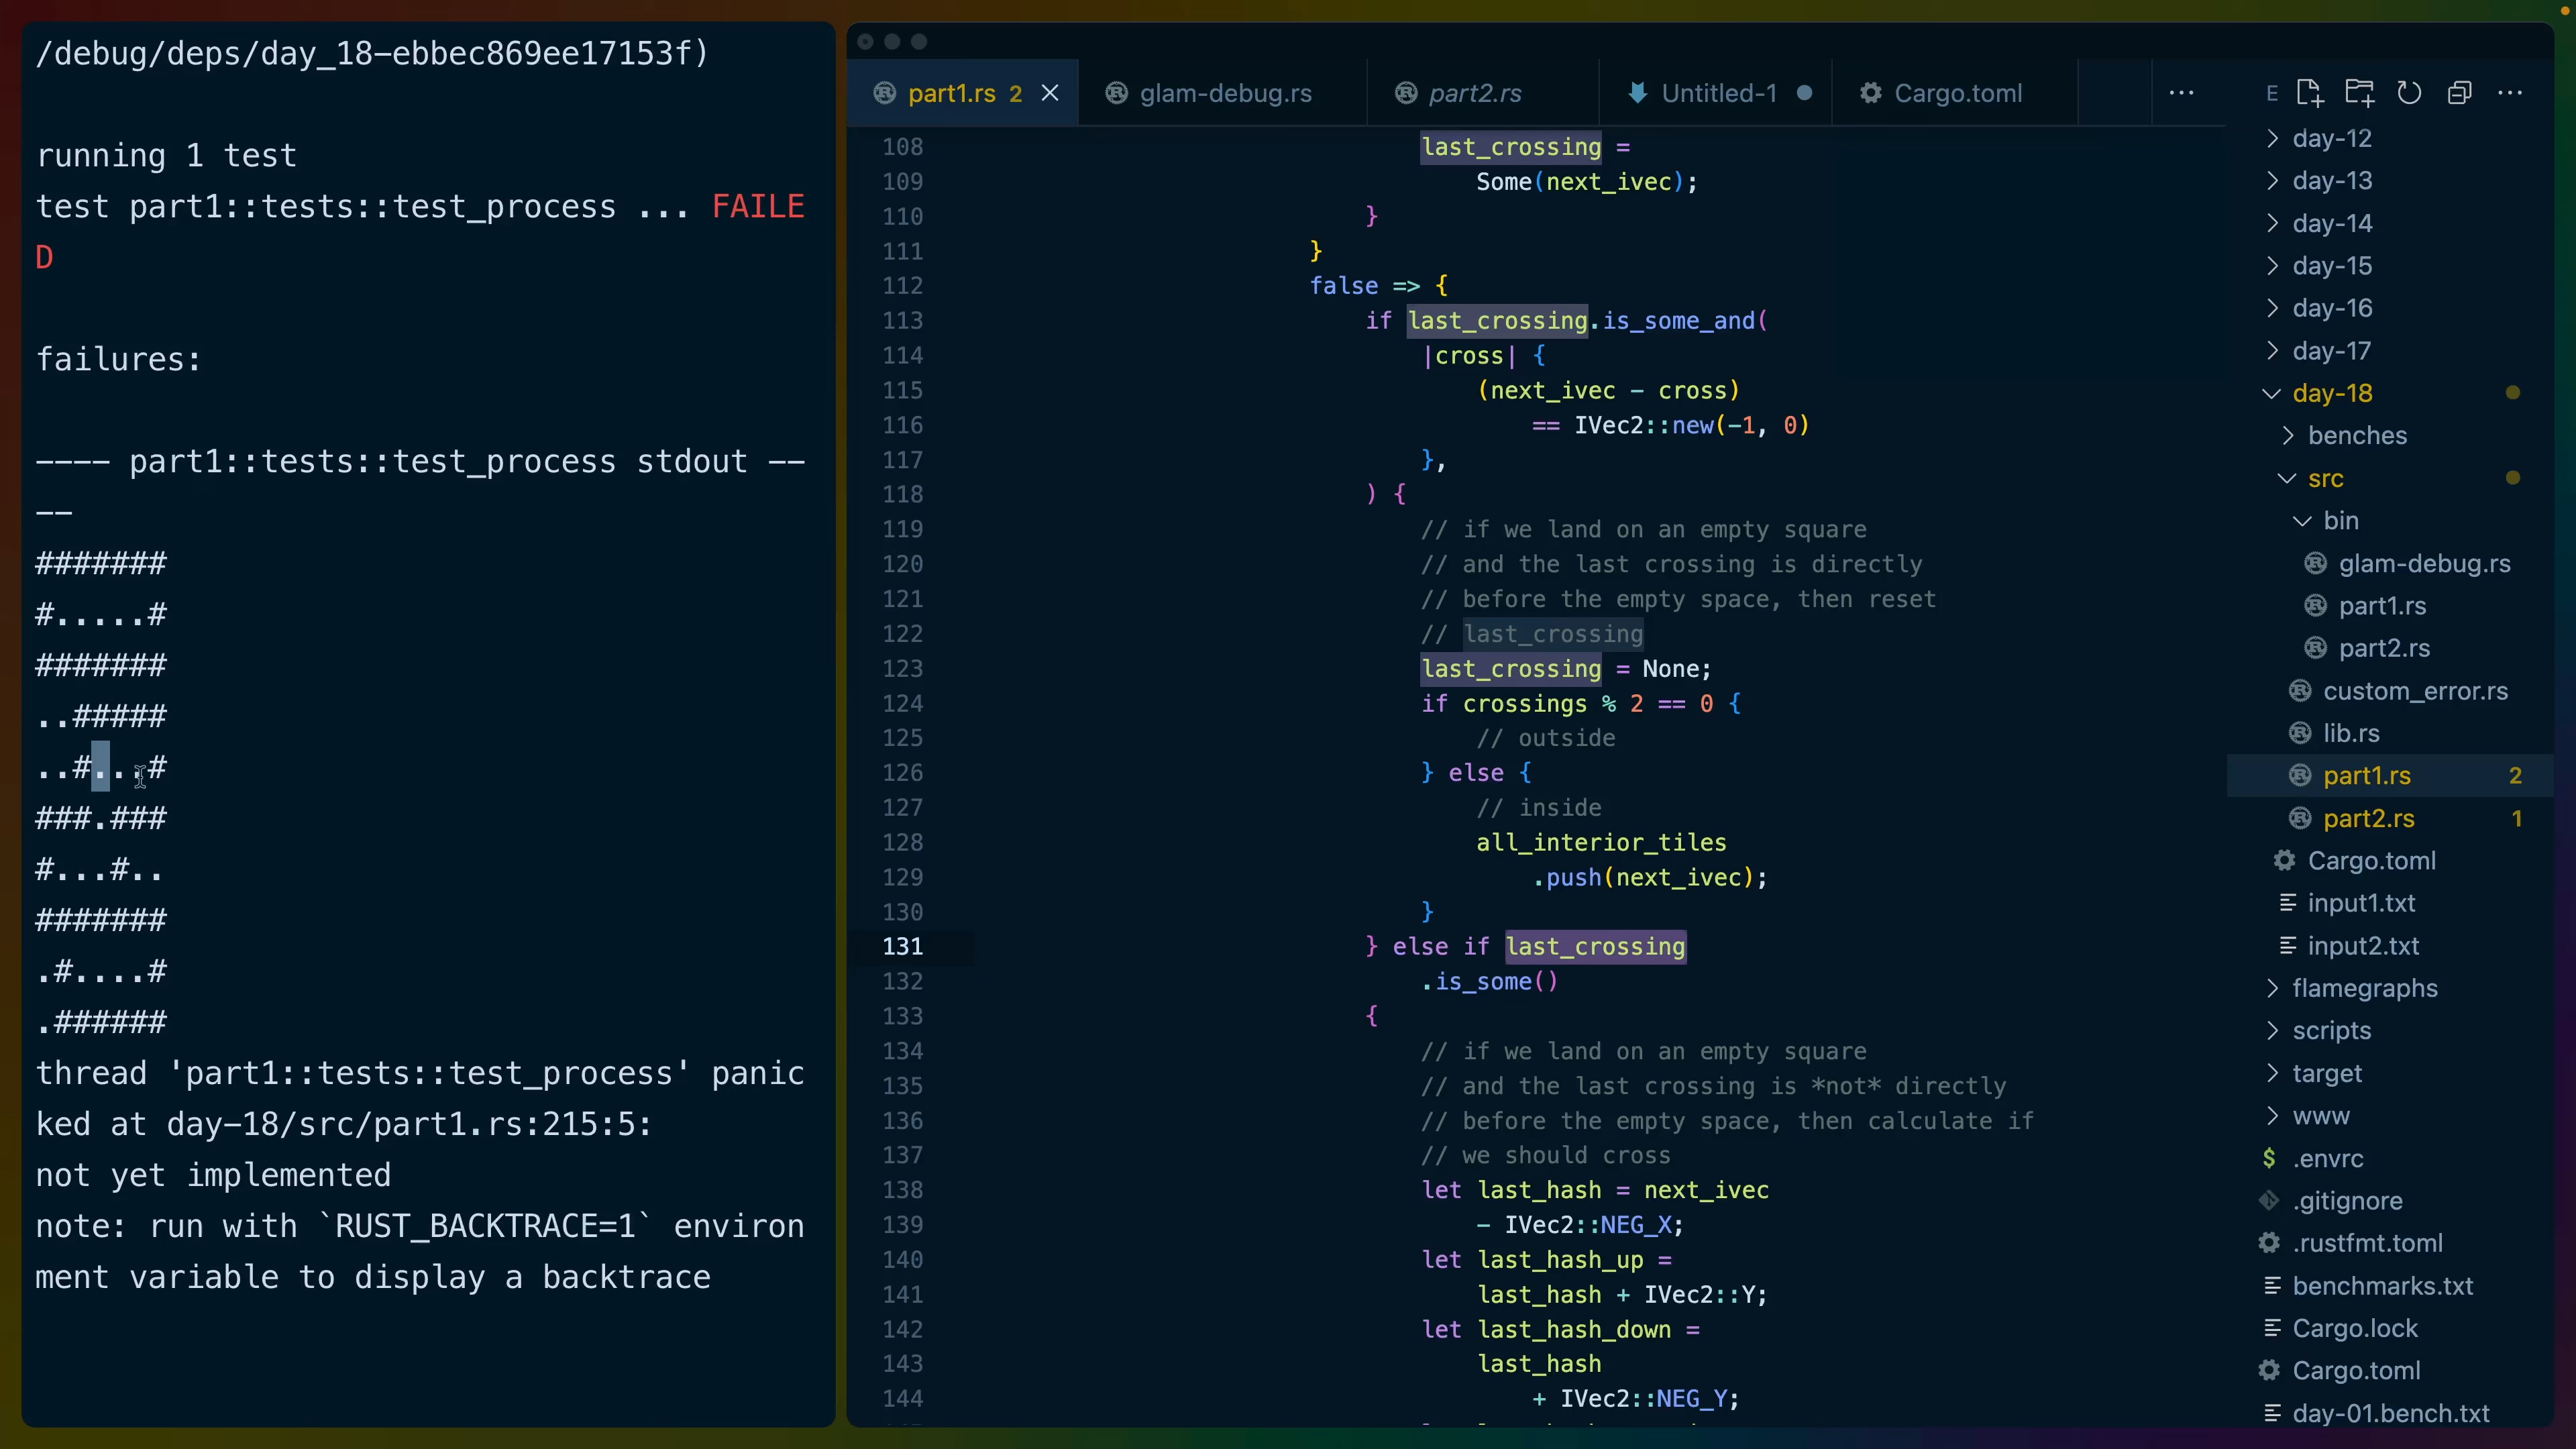 /debug/deps/day_18-ebbec869ee17153f)
running 1 test
test part1::tests::test_process ... FAILE
D
failures:
---- part1::tests::test_process stdout --
--
#######
#.....#
#######
..#####
..#...#
###.###
#...#..
#######
.#....#
.######
thread 'part1::tests::test_process' panic
ked at day-18/src/part1.rs:215:5:
not yet implemented
note: run with `RUST_BACKTRACE=1` environ
ment variable to display a backtrace
part1.rs 2
glam-debug.rs
part2.rs
Untitled-1
Cargo.toml
108 last_crossing =
109 Some(next_ivec);
110 }
111 }
112 false => {
113 if last_crossing.is_some_and(
114 |cross| {
115 (next_ivec - cross)
116 == IVec2::new(-1, 0)
117 },
118 ) {
119 // if we land on an empty square
120 // and the last crossing is directly
121 // before the empty space, then reset
122 // last_crossing
123 last_crossing = None;
124 if crossings % 2 == 0 {
125 // outside
126 } else {
127 // inside
128 all_interior_tiles
129 .push(next_ivec);
130 }
131 } else if last_crossing
132 .is_some()
133 {
134 // if we land on an empty square
135 // and the last crossing is *not* directly
136 // before the empty space, then calculate if
137 // we should cross
138 let last_hash = next_ivec
139 - IVec2::NEG_X;
140 let last_hash_up =
141 last_hash + IVec2::Y;
142 let last_hash_down =
143 last_hash
144 + IVec2::NEG_Y;
E
day-12
day-13
day-14
day-15
day-16
day-17
day-18
benches
src
bin
glam-debug.rs
part1.rs
part2.rs
custom_error.rs
lib.rs
part1.rs 2
part2.rs 1
Cargo.toml
input1.txt
input2.txt
flamegraphs
scripts
target
www
.envrc
.gitignore
.rustfmt.toml
benchmarks.txt
Cargo.lock
Cargo.toml
day-01.bench.txt